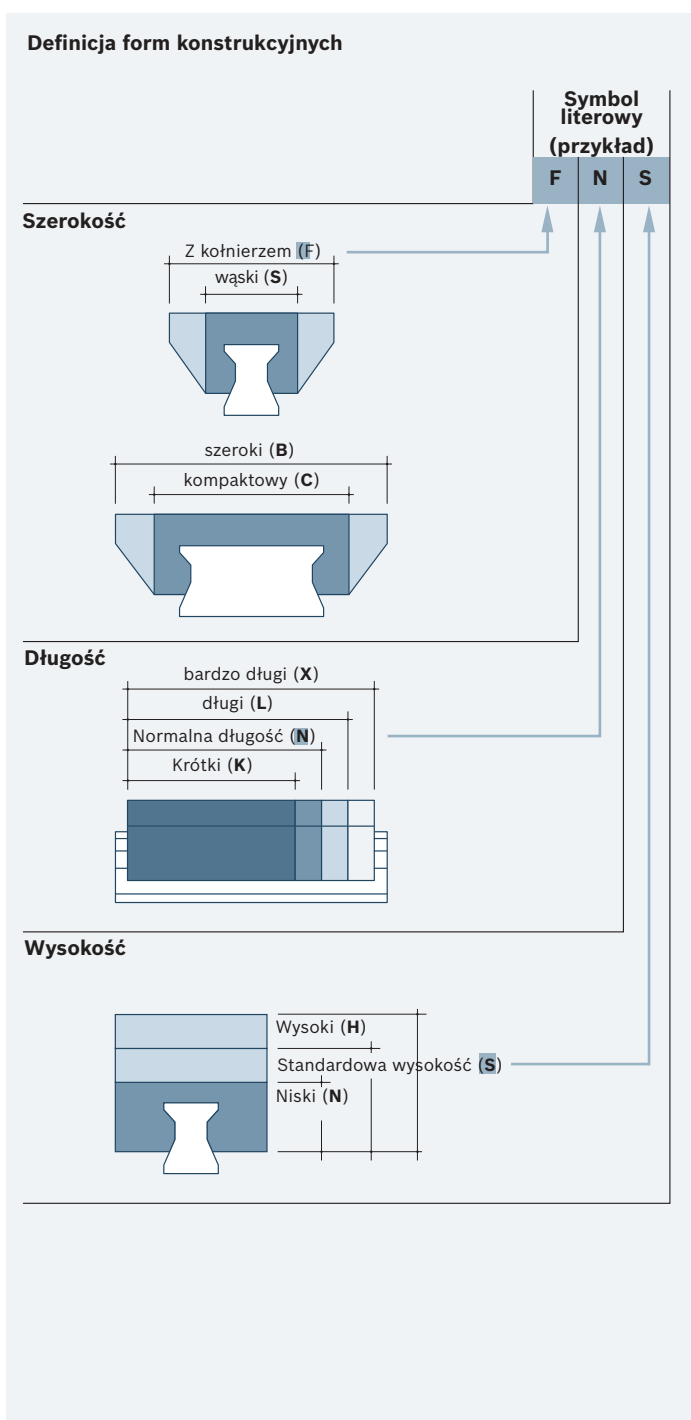 Definicja form konstrukcyjnych
Symbol
literowy
(przykład)
F N S
Szerokość
Z kołnierzem (F)
wąski (S)
szeroki (B)
kompaktowy (C)
Długość
bardzo długi (X)
długi (L)
Normalna długość (N)
Krótki (K)
Wysokość
Wysoki (H)
Standardowa wysokość (S)
Niski (N)